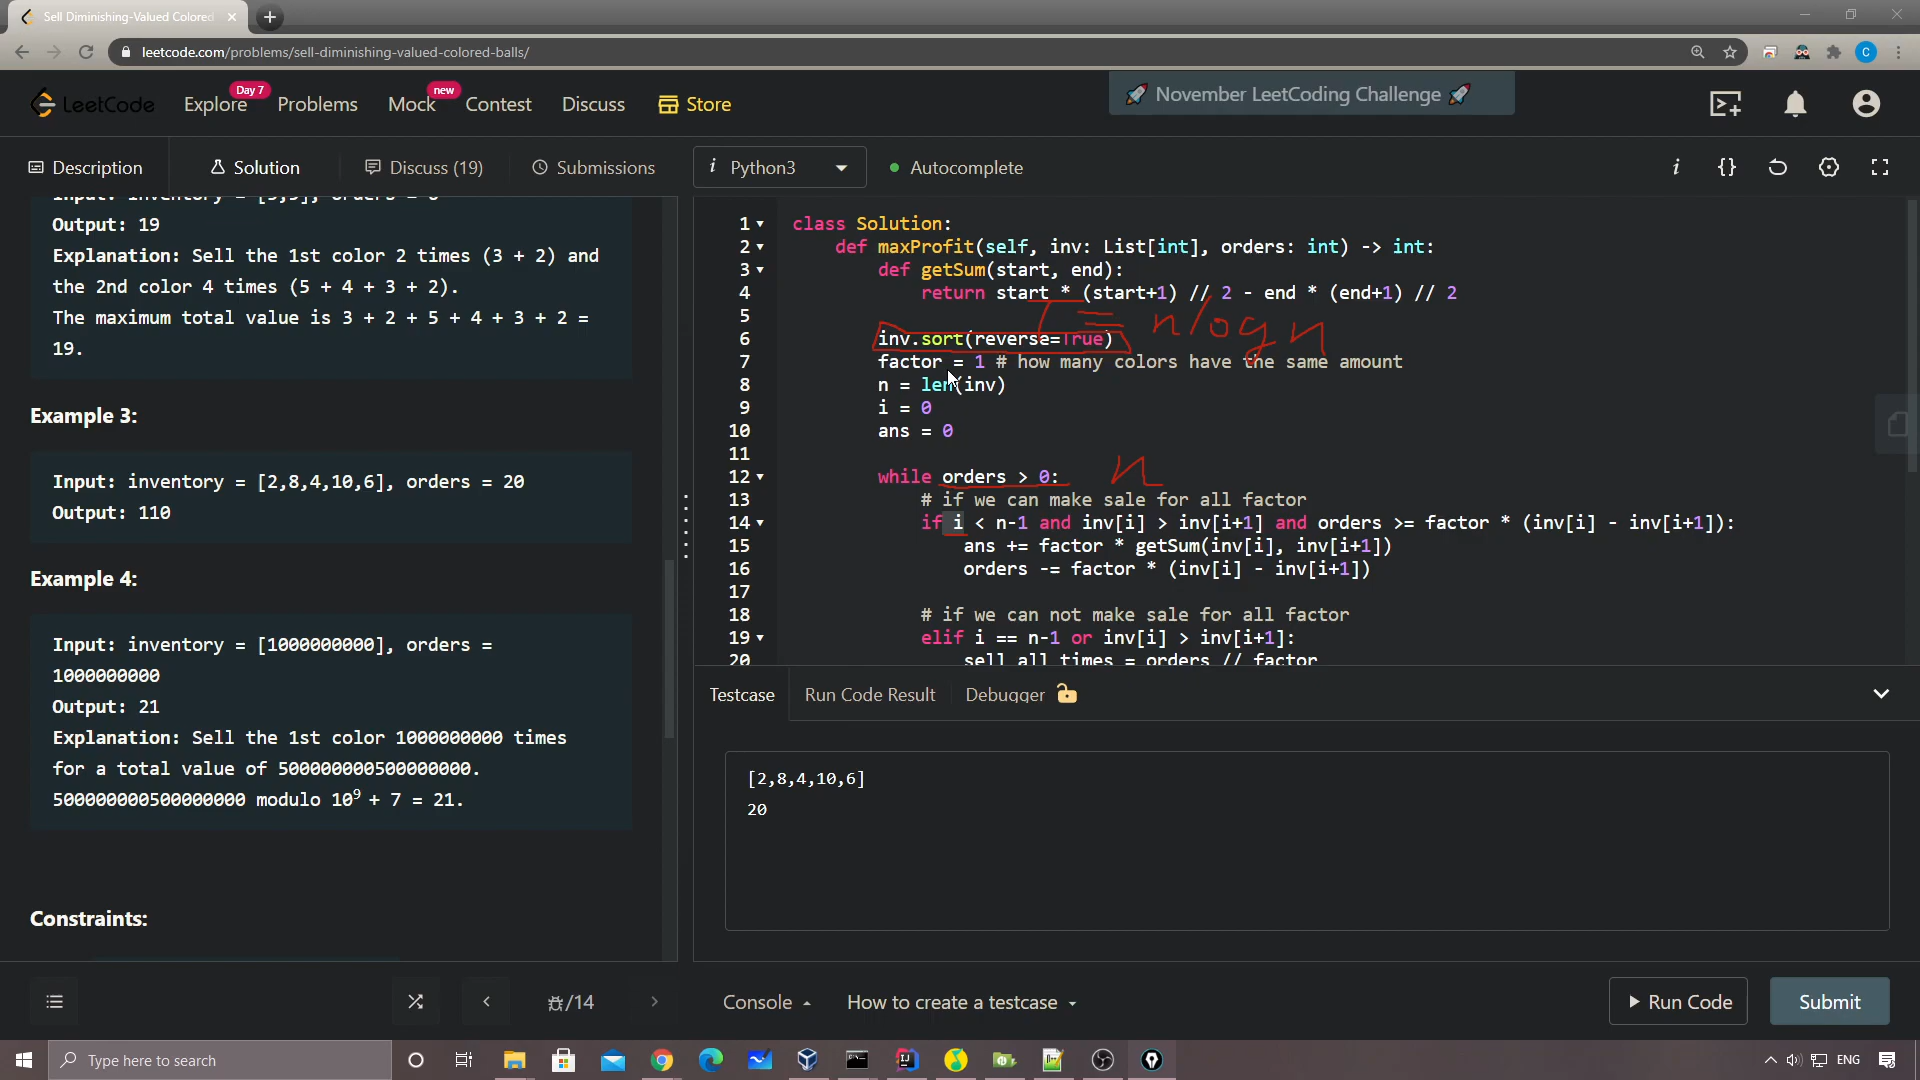 Sell Diminishing-Valued Colored
leetcode.com/problems/sell-diminishing-valued-colored-balls/
C
LeetCode
Explore
Day 7
Problems
Mock
new
Contest
Discuss
Store
🚀 November LeetCoding Challenge 🚀
Description
Solution
Discuss (19)
Submissions
i Python3
Autocomplete
i {}
Output: 19
Explanation: Sell the 1st color 2 times (3 + 2) and
the 2nd color 4 times (5 + 4 + 3 + 2).
The maximum total value is 3 + 2 + 5 + 4 + 3 + 2 =
19.
Example 3:
Input: inventory = [2,8,4,10,6], orders = 20
Output: 110
Example 4:
Input: inventory = [1000000000], orders =
1000000000
Output: 21
Explanation: Sell the 1st color 1000000000 times
for a total value of 500000000500000000.
500000000500000000 modulo 10⁹ + 7 = 21.
Constraints:
1 class Solution:
2 def maxProfit(self, inv: List[int], orders: int) -> int:
3 def getSum(start, end):
4 return start * (start+1) // 2 - end * (end+1) // 2
5
T = nlogn
6 inv.sort(reverse=True)
7 factor = 1 # how many colors have the same amount
8 n = len(inv)
9 i = 0
10 ans = 0
11
12 while orders > 0:
n
13 # if we can make sale for all factor
14 if i < n-1 and inv[i] > inv[i+1] and orders >= factor * (inv[i] - inv[i+1]):
15 ans += factor * getSum(inv[i], inv[i+1])
16 orders -= factor * (inv[i] - inv[i+1])
17
18 # if we can not make sale for all factor
19 elif i == n-1 or inv[i] > inv[i+1]:
20 sell_all_times = orders // factor
Testcase
Run Code Result
Debugger
[2,8,4,10,6]
20
/14
Console
How to create a testcase
Run Code
Submit
Type here to search
ENG